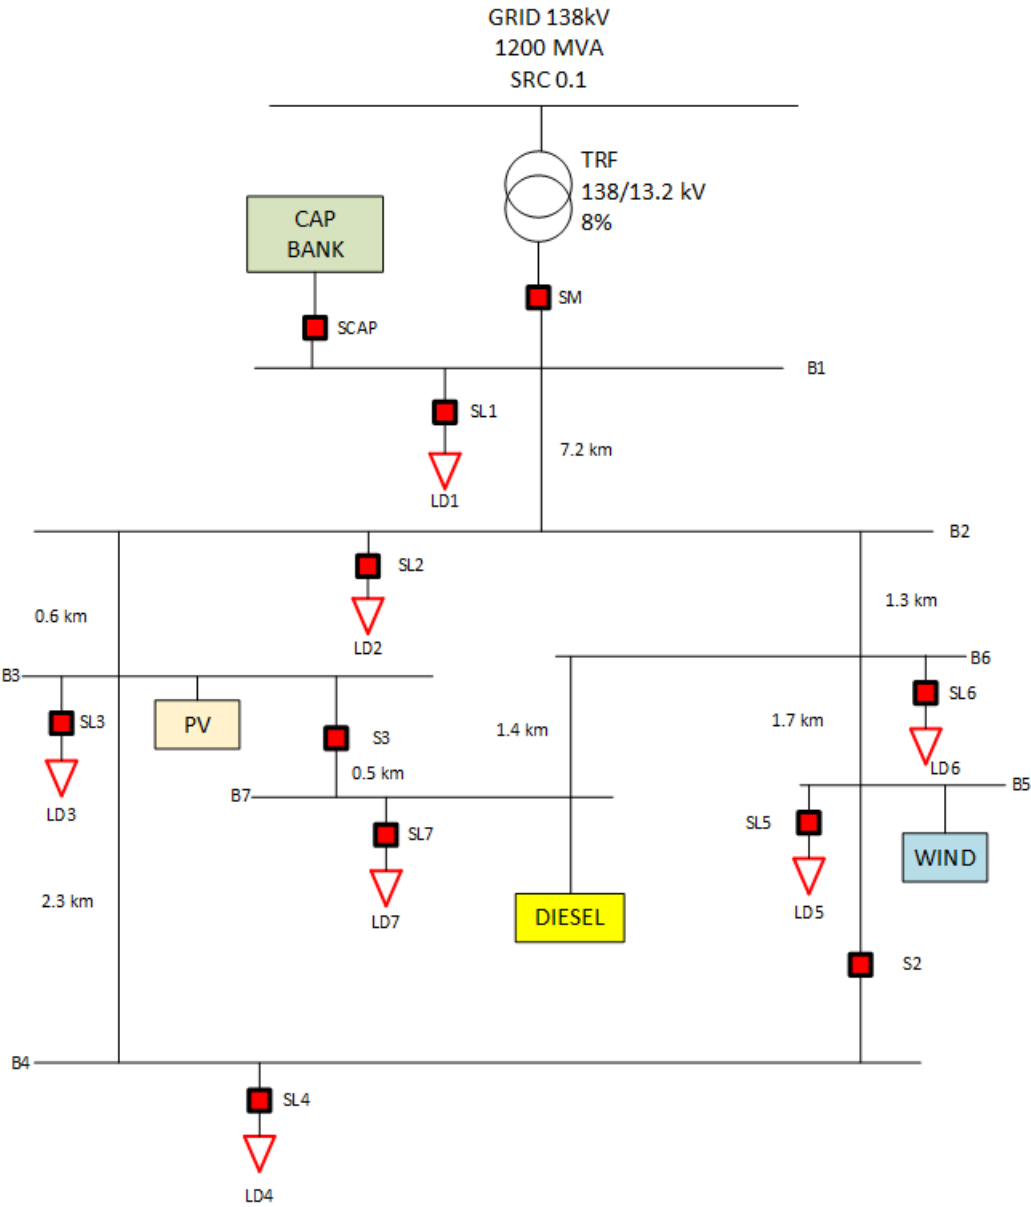 GRID 138kV
1200 MVA
SRC 0.1
TRF
138/13.2 kV
8%
CAP
BANK
SM
SCAP
B1
SL1
7.2 km
LD1
B2
SL2
0.6 km
1.3 km
LD2
B6
B3
SL6
SL3
PV
S3
1.4 km
1.7 km
LD6
0.5 km
B5
B7
LD3
SL7
SL5
WIND
2.3 km
LD7
DIESEL
LD5
S2
B4
SL4
LD4